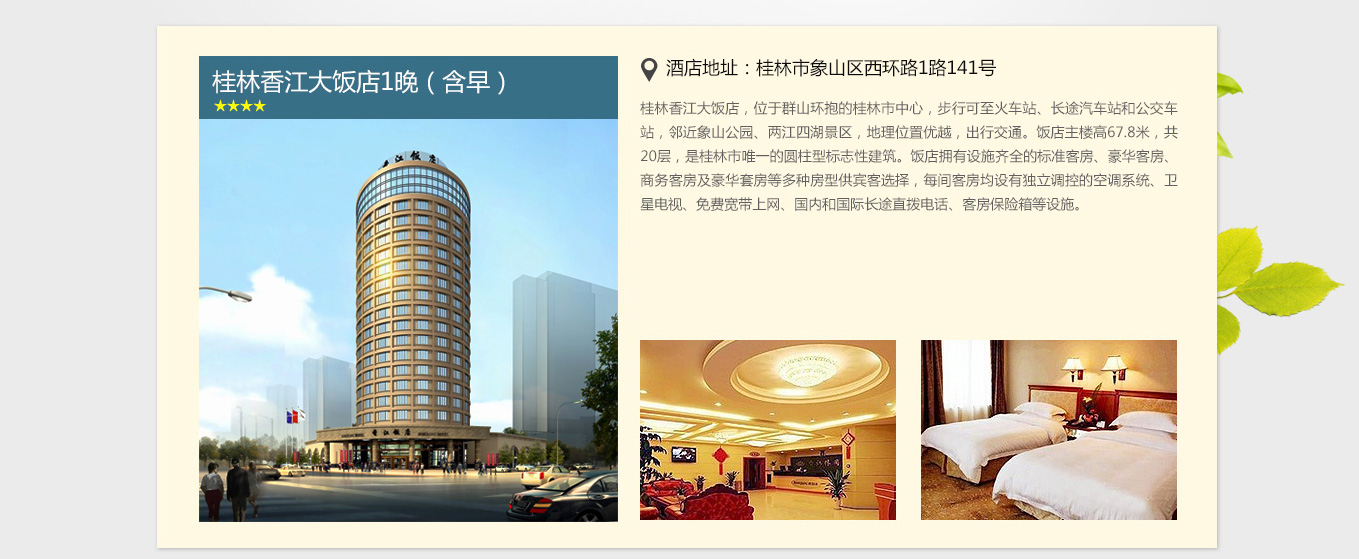 桂林香江大饭店1晚（含早）
酒店地址：桂林市象山区西环路1路141号
桂林香江大饭店，位于群山环抱的桂林市中心，步行可至火车站、长途汽车站和公交车
站，邻近象山公园、两江四湖景区，地理位置优越，出行交通。饭店主楼高67.8米，共
20层，是桂林市唯一的圆柱型标志性建筑。饭店拥有设施齐全的标准客房、豪华客房、
商务客房及豪华套房等多种房型供宾客选择，每间客房均设有独立调控的空调系统、卫
星电视、免费宽带上网、国内和国际长途直拨电话、客房保险箱等设施。
香江饭店
香江饭店